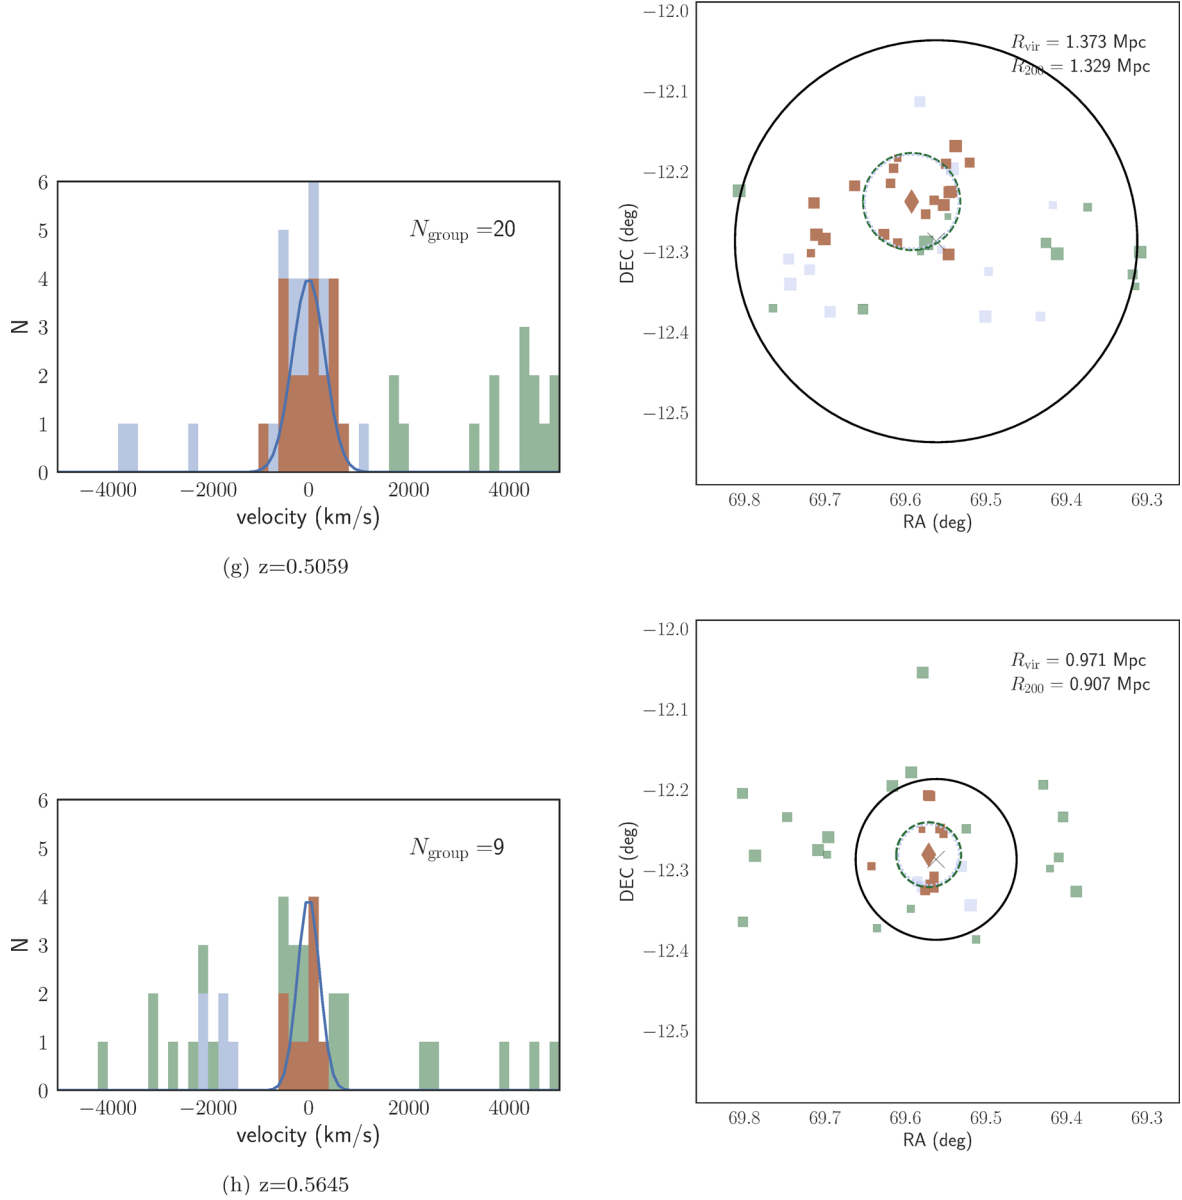 6
5
4
3
2
1
0
N
N_group =20
−4000 −2000 0 2000 4000
velocity (km/s)
(g) z=0.5059
−12.0
−12.1
−12.2
−12.3
−12.4
−12.5
DEC (deg)
R_vir = 1.373 Mpc
R_200 = 1.329 Mpc
69.8 69.7 69.6 69.5 69.4 69.3
RA (deg)
6
5
4
3
2
1
0
N
N_group =9
−4000 −2000 0 2000 4000
velocity (km/s)
(h) z=0.5645
−12.0
−12.1
−12.2
−12.3
−12.4
−12.5
DEC (deg)
R_vir = 0.971 Mpc
R_200 = 0.907 Mpc
69.8 69.7 69.6 69.5 69.4 69.3
RA (deg)